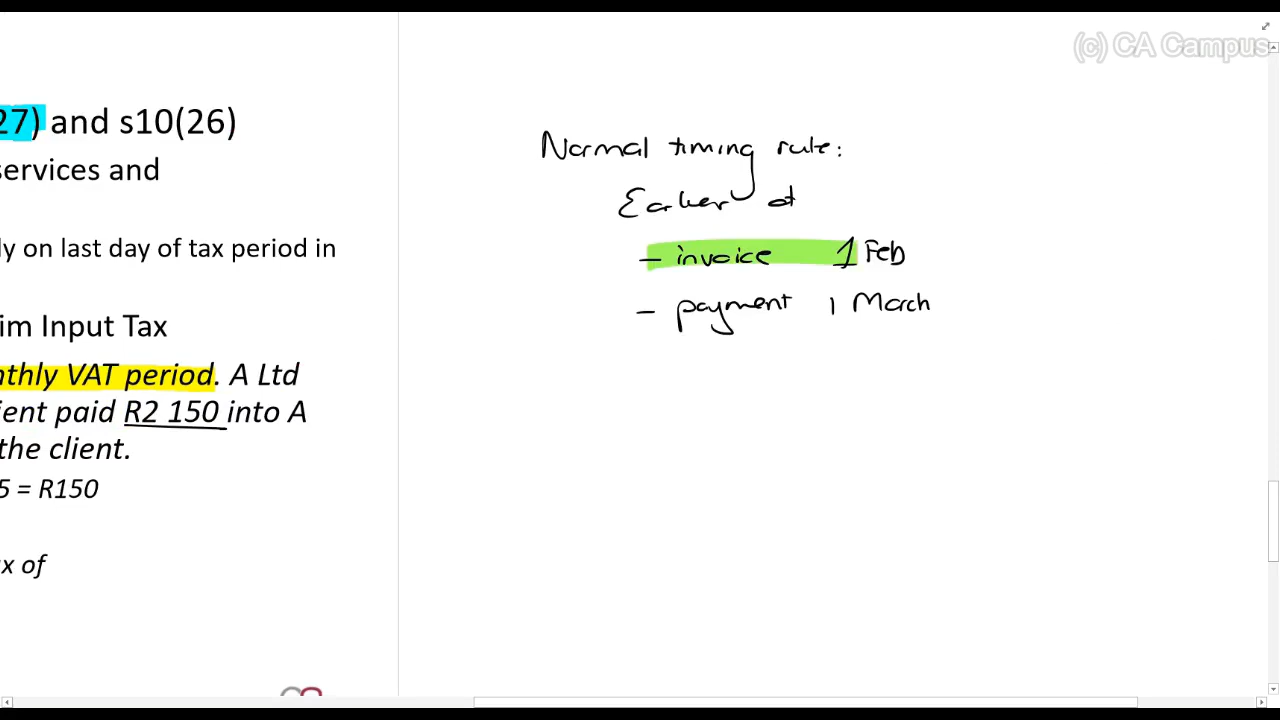 (c) CA Campus
27) and s10(26)
services and
ly on last day of tax period in
im Input Tax
nthly VAT period. A Ltd
ient paid R2 150 into A
the client.
5 = R150
x of
Normal timing rule:
Earlier of
- invoice 1 Feb
- payment 1 March